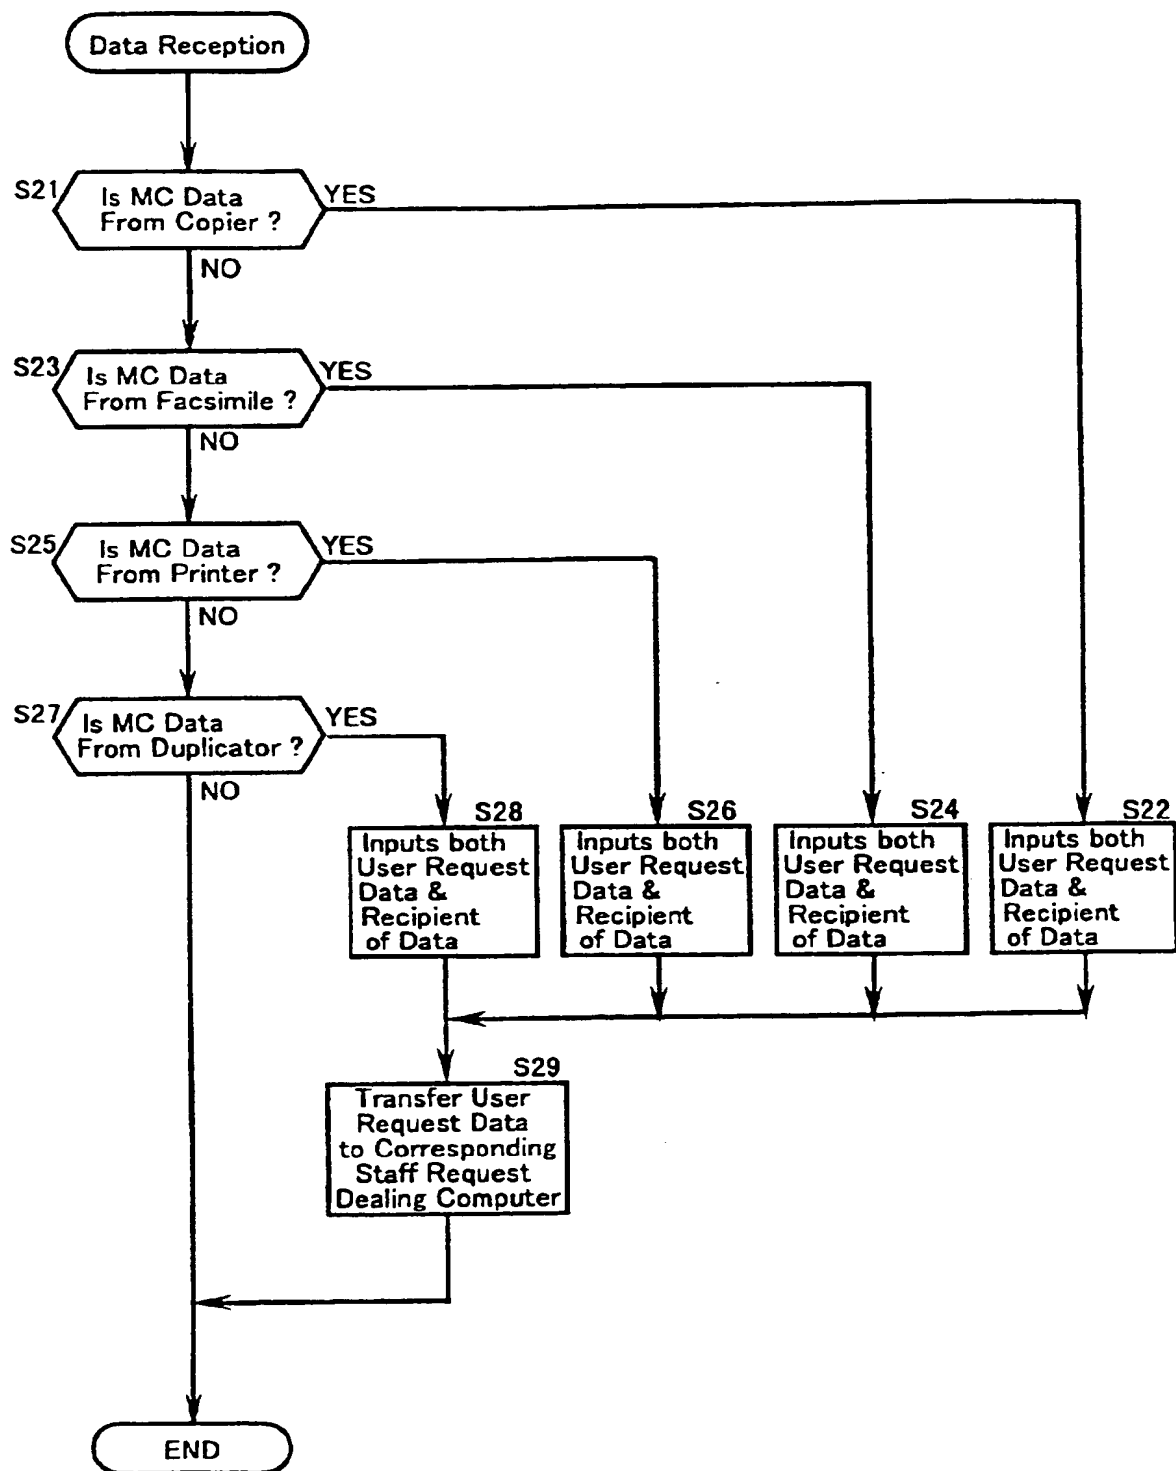 Data Reception
S21
Is MC Data
From Copier ?
YES
NO
S23
Is MC Data
From Facsimile ?
YES
NO
S25
Is MC Data
From Printer ?
YES
NO
S27
Is MC Data
From Duplicator ?
YES
NO
S28
Inputs both
User Request
Data &
Recipient
of Data
S26
Inputs both
User Request
Data &
Recipient
of Data
S24
Inputs both
User Request
Data &
Recipient
of Data
S22
Inputs both
User Request
Data &
Recipient
of Data
S29
Transfer User
Request Data
to Corresponding
Staff Request
Dealing Computer
END